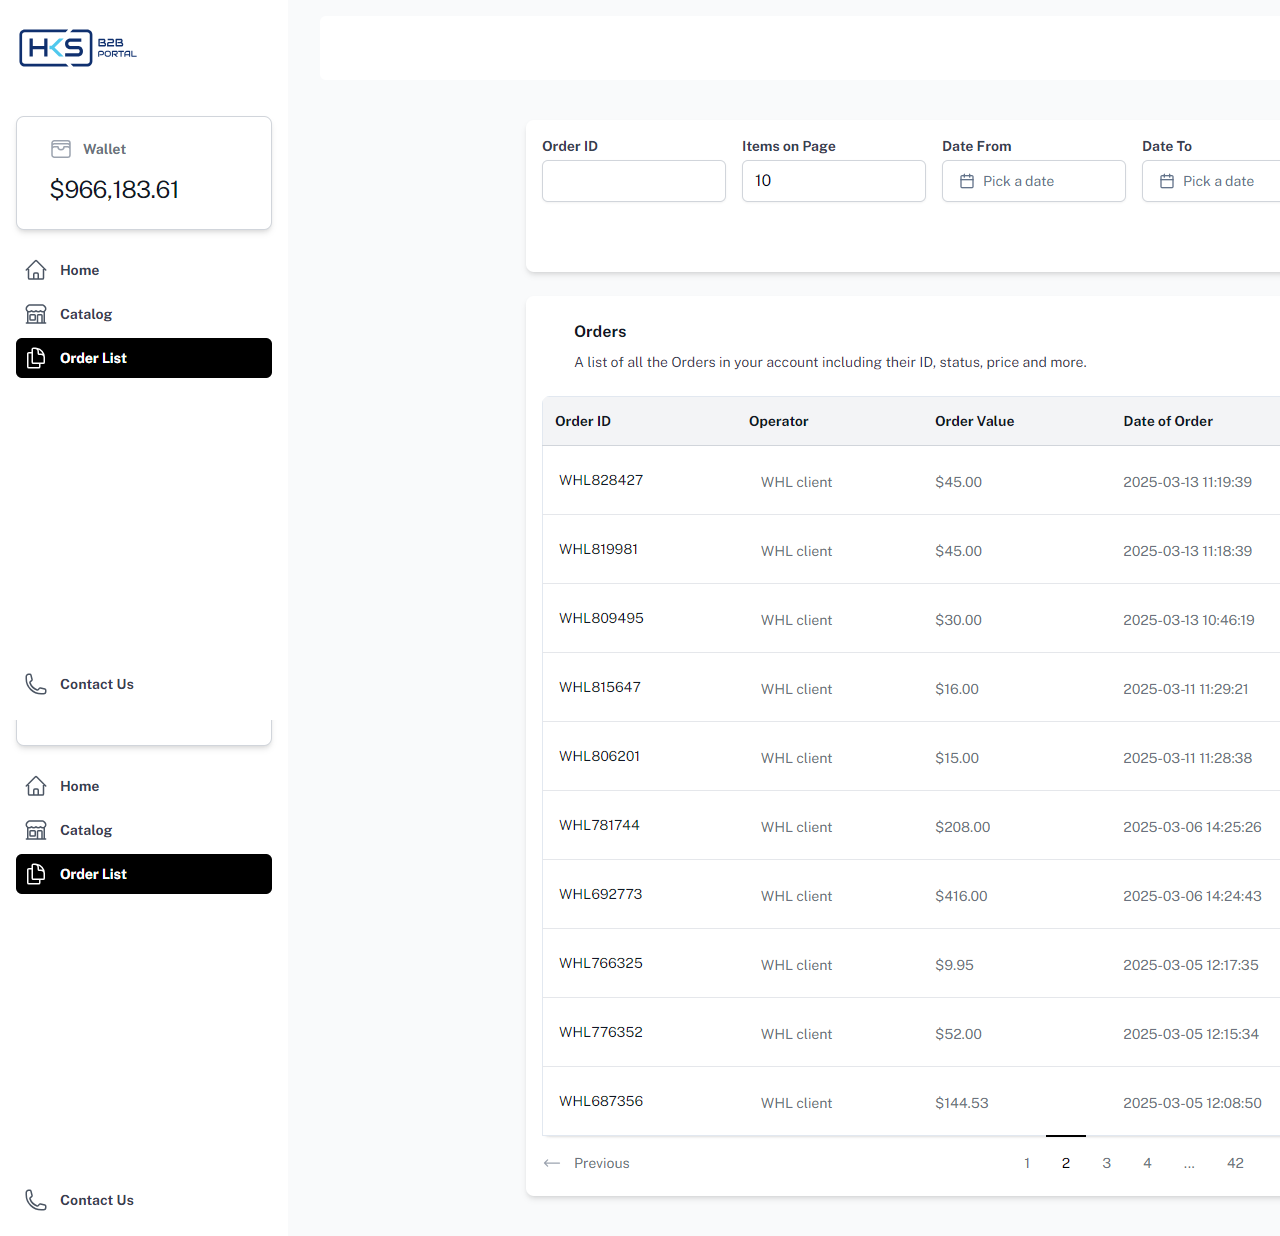 HKS B2B PORTAL
Wallet
$966,183.61
Home
Catalog
Order List
Contact Us
Home
Catalog
Order List
Contact Us
Order ID Items on Page Date From Date To
10 Pick a date Pick a date
Orders
A list of all the Orders in your account including their ID, status, price and more.
Order ID Operator Order Value Date of Order
WHL828427 WHL client $45.00 2025-03-13 11:19:39
WHL819981 WHL client $45.00 2025-03-13 11:18:39
WHL809495 WHL client $30.00 2025-03-13 10:46:19
WHL815647 WHL client $16.00 2025-03-11 11:29:21
WHL806201 WHL client $15.00 2025-03-11 11:28:38
WHL781744 WHL client $208.00 2025-03-06 14:25:26
WHL692773 WHL client $416.00 2025-03-06 14:24:43
WHL766325 WHL client $9.95 2025-03-05 12:17:35
WHL776352 WHL client $52.00 2025-03-05 12:15:34
WHL687356 WHL client $144.53 2025-03-05 12:08:50
Previous 1 2 3 4 ... 42